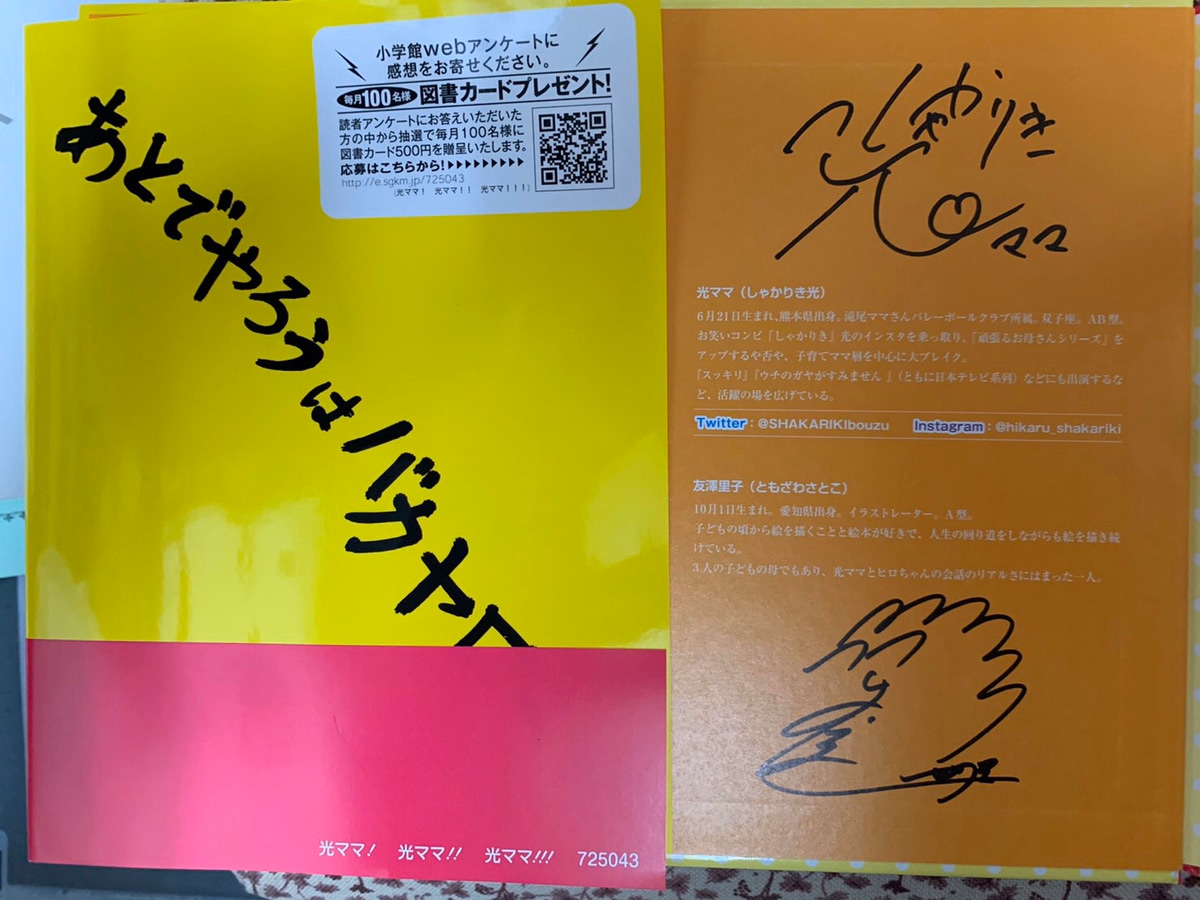 小学館webアンケートに
感想をお寄せください。
毎月100名様 図書カードプレゼント!
読者アンケートにお答えいただいた
方の中から抽選で毎月100名様に
図書カード500円を贈呈いたします。
応募はこちらから!▶▶▶▶▶▶▶▶▶
http://e.sgkm.jp/725043
(光ママ! 光ママ!! 光ママ!!!)
あとでやろうはバカヤロ
光ママ! 光ママ!! 光ママ!!! 725043
しゃかりき
光
ママ
光ママ(しゃかりき光)
6月21日生まれ、熊本県出身。滝尾ママさんバレーボールクラブ所属。双子座。AB型。
お笑いコンビ「しゃかりき」光のインスタを乗っ取り、「頑張るお母さんシリーズ」を
アップするや否や、子育てママ層を中心に大ブレイク。
『スッキリ』『ウチのガヤがすみません 』(ともに日本テレビ系列)などにも出演するな
ど、活躍の場を広げている。
Twitter:@SHAKARIKIbouzu Instagram:@hikaru_shakariki
友澤里子(ともざわさとこ)
10月1日生まれ。愛知県出身。イラストレーター。A型。
子どもの頃から絵を描くことと絵本が好きで、人生の回り道をしながらも絵を描き続
けている。
3人の子どもの母でもあり、光ママとヒロちゃんの会話のリアルさにはまった一人。